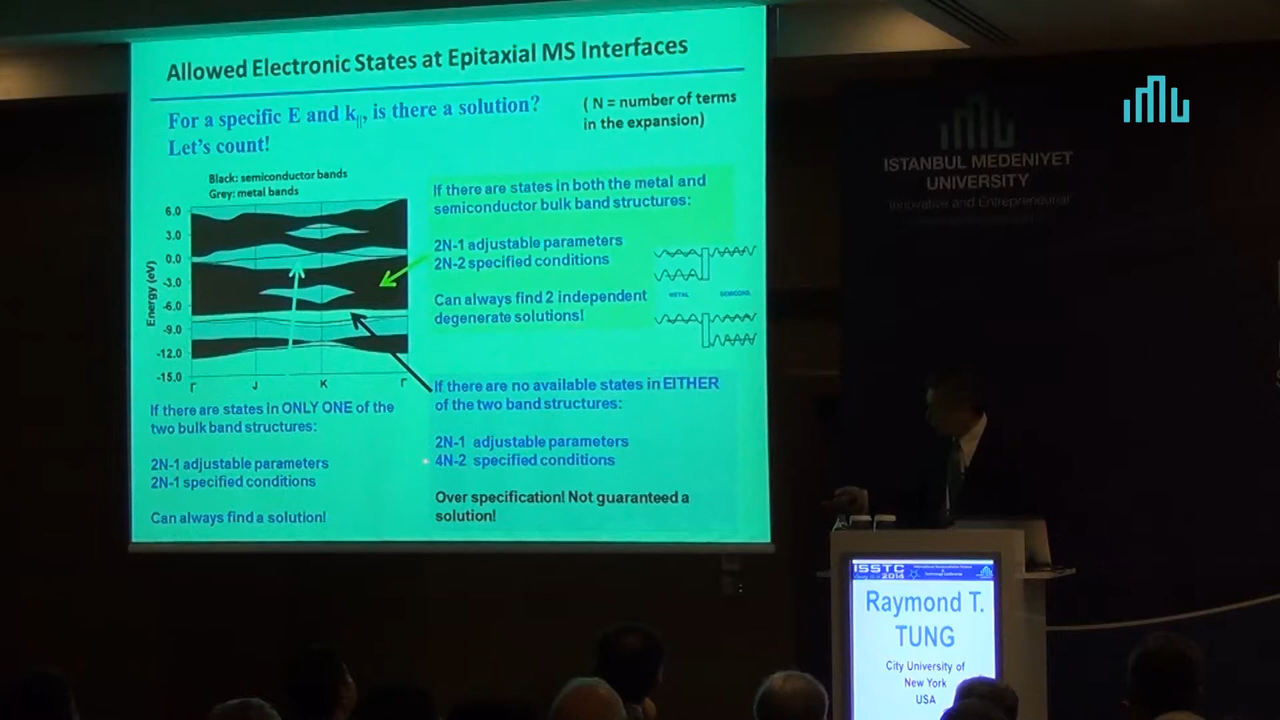 Allowed Electronic States at Epitaxial MS Interfaces
For a specific E and k||, is there a solution?
Let's count!
( N = number of terms
in the expansion)
Black: semiconductor bands
Grey: metal bands
Energy (eV)
6.0
3.0
0.0
-3.0
-6.0
-9.0
-12.0
-15.0
Γ J K Γ
If there are states in both the metal and
semiconductor bulk band structures:
2N-1 adjustable parameters
2N-2 specified conditions
Can always find 2 independent
degenerate solutions!
METAL SEMICOND.
If there are states in ONLY ONE of the
two bulk band structures:
2N-1 adjustable parameters
2N-1 specified conditions
Can always find a solution!
If there are no available states in EITHER
of the two band structures:
2N-1 adjustable parameters
4N-2 specified conditions
Over specification! Not guaranteed a
solution!
ISTANBUL MEDENIYET
UNIVERSITY
Innovative and Entrepreneurial
ISSTC
2014
Raymond T.
TUNG
City University of
New York
USA